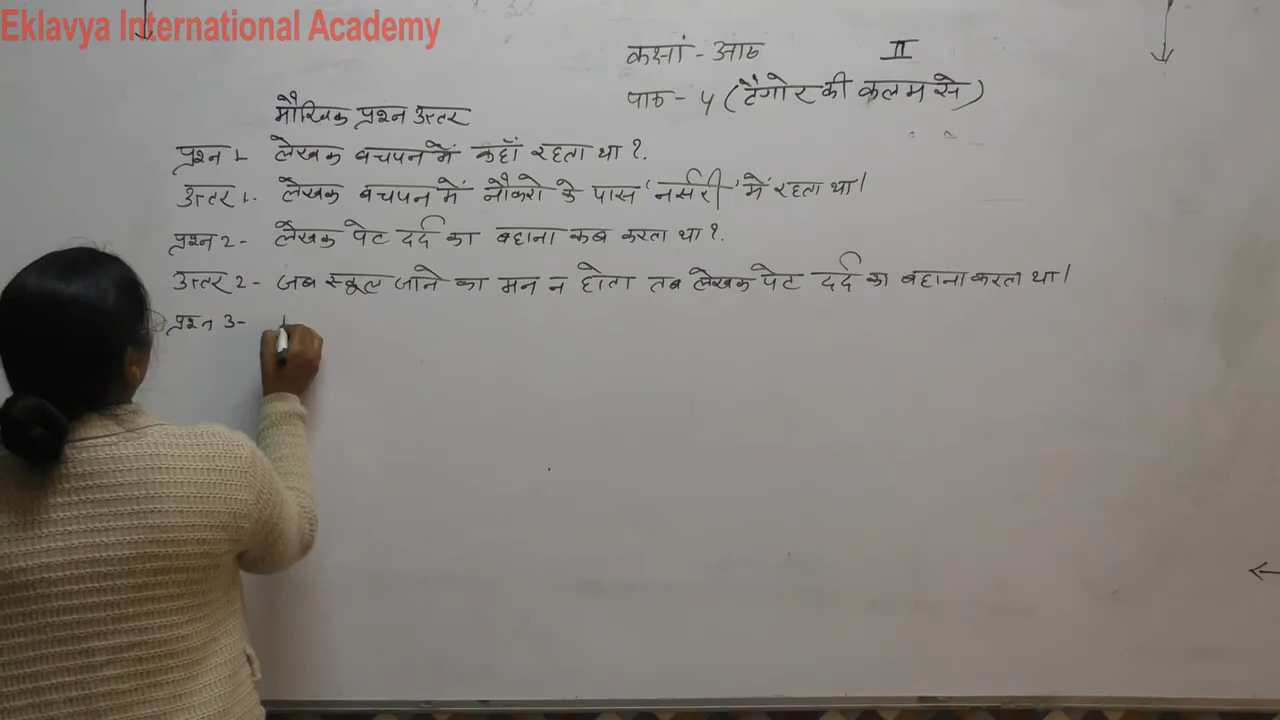 Eklavya International Academy
कक्षां - आठ II
पाठ - 5 (टैगोर की कलम से)
मौखिक प्रश्न उत्तर
प्रश्न 1- लेखक बचपन में कहाँ रहता था ?.
उत्तर 1.- लेखक बचपन में नौकरो के पास 'नर्सरी' में रहता था।
प्रश्न 2- लेखक पेट दर्द का बहाना कब करता था ?.
उत्तर 2- जब स्कूल जाने का मन न होता तब लेखक पेट दर्द का बहाना करता था।
प्रश्न 3-